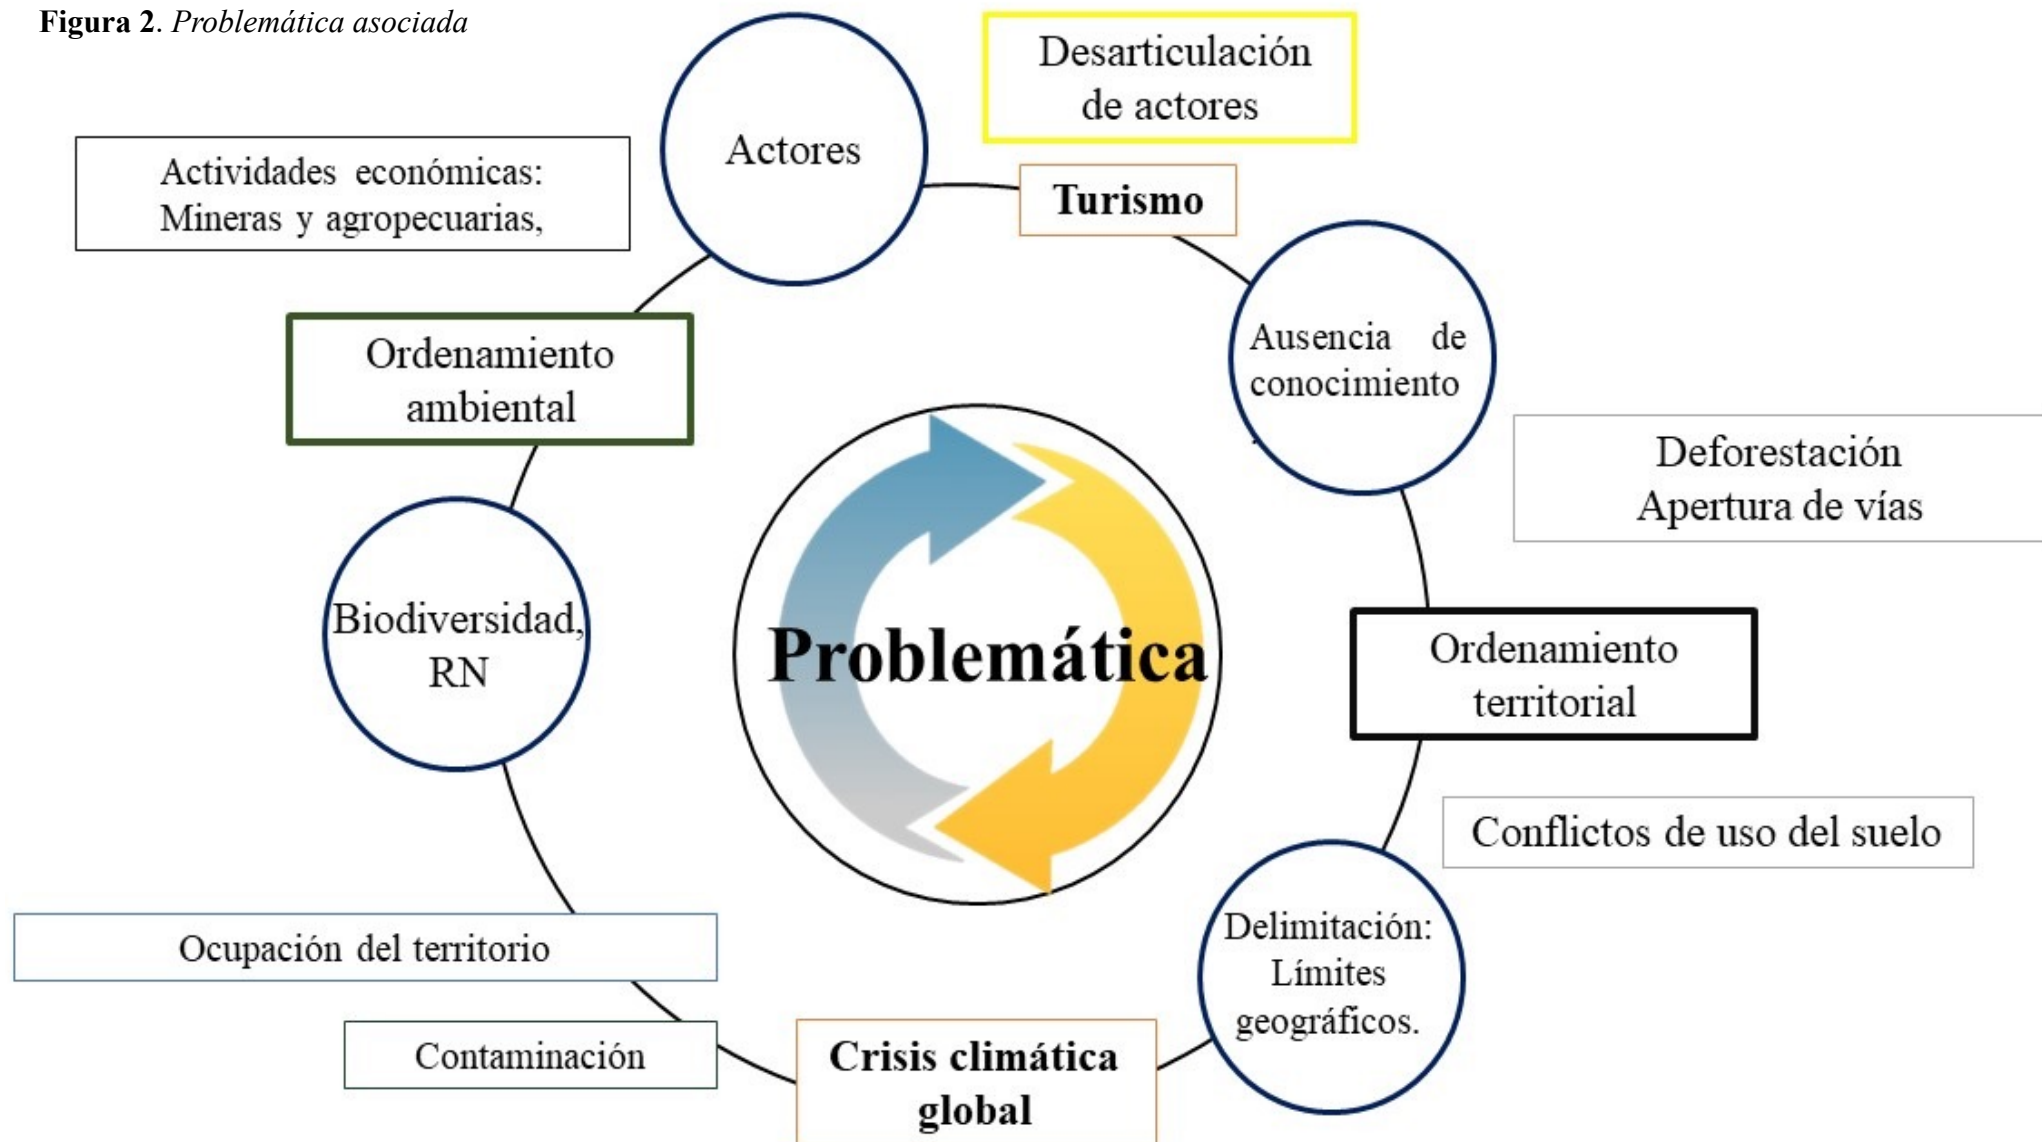 Figura 2. Problemática asociada
Desarticulación
de actores
Actores
Actividades económicas:
Mineras y agropecuarias,
Turismo
Ausencia de
conocimiento
Ordenamiento
ambiental
Deforestación
Apertura de vías
Biodiversidad,
RN
Problemática
Ordenamiento
territorial
Conflictos de uso del suelo
Delimitación:
Límites
geográficos.
Ocupación del territorio
Contaminación
Crisis climática
global